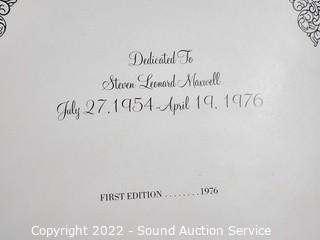 Dedicated To
Steven Leonard Maxwell
July 27, 1954-April 19, 1976
FIRST EDITION ........ 1976
Copyright 2022 - Sound Auction Service